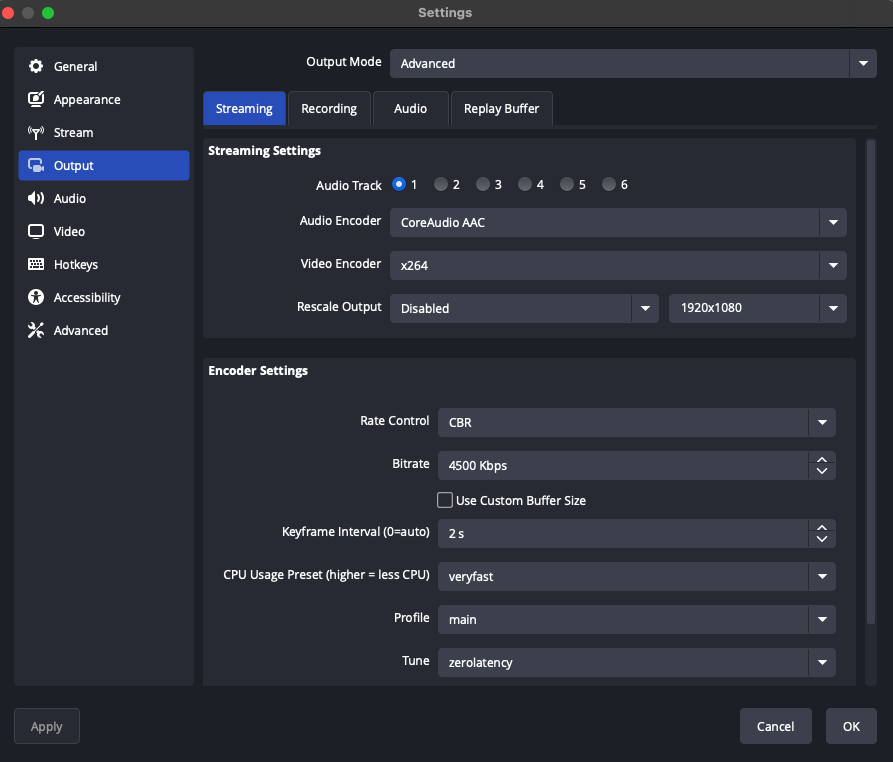 Settings
General
Appearance
Stream
Output
Audio
Video
Hotkeys
Accessibility
Advanced
Output Mode Advanced
Streaming Recording Audio Replay Buffer
Streaming Settings
Audio Track 1 2 3 4 5 6
Audio Encoder CoreAudio AAC
Video Encoder x264
Rescale Output Disabled 1920x1080
Encoder Settings
Rate Control CBR
Bitrate 4500 Kbps
Use Custom Buffer Size
Keyframe Interval (0=auto) 2 s
CPU Usage Preset (higher = less CPU) veryfast
Profile main
Tune zerolatency
Apply Cancel OK